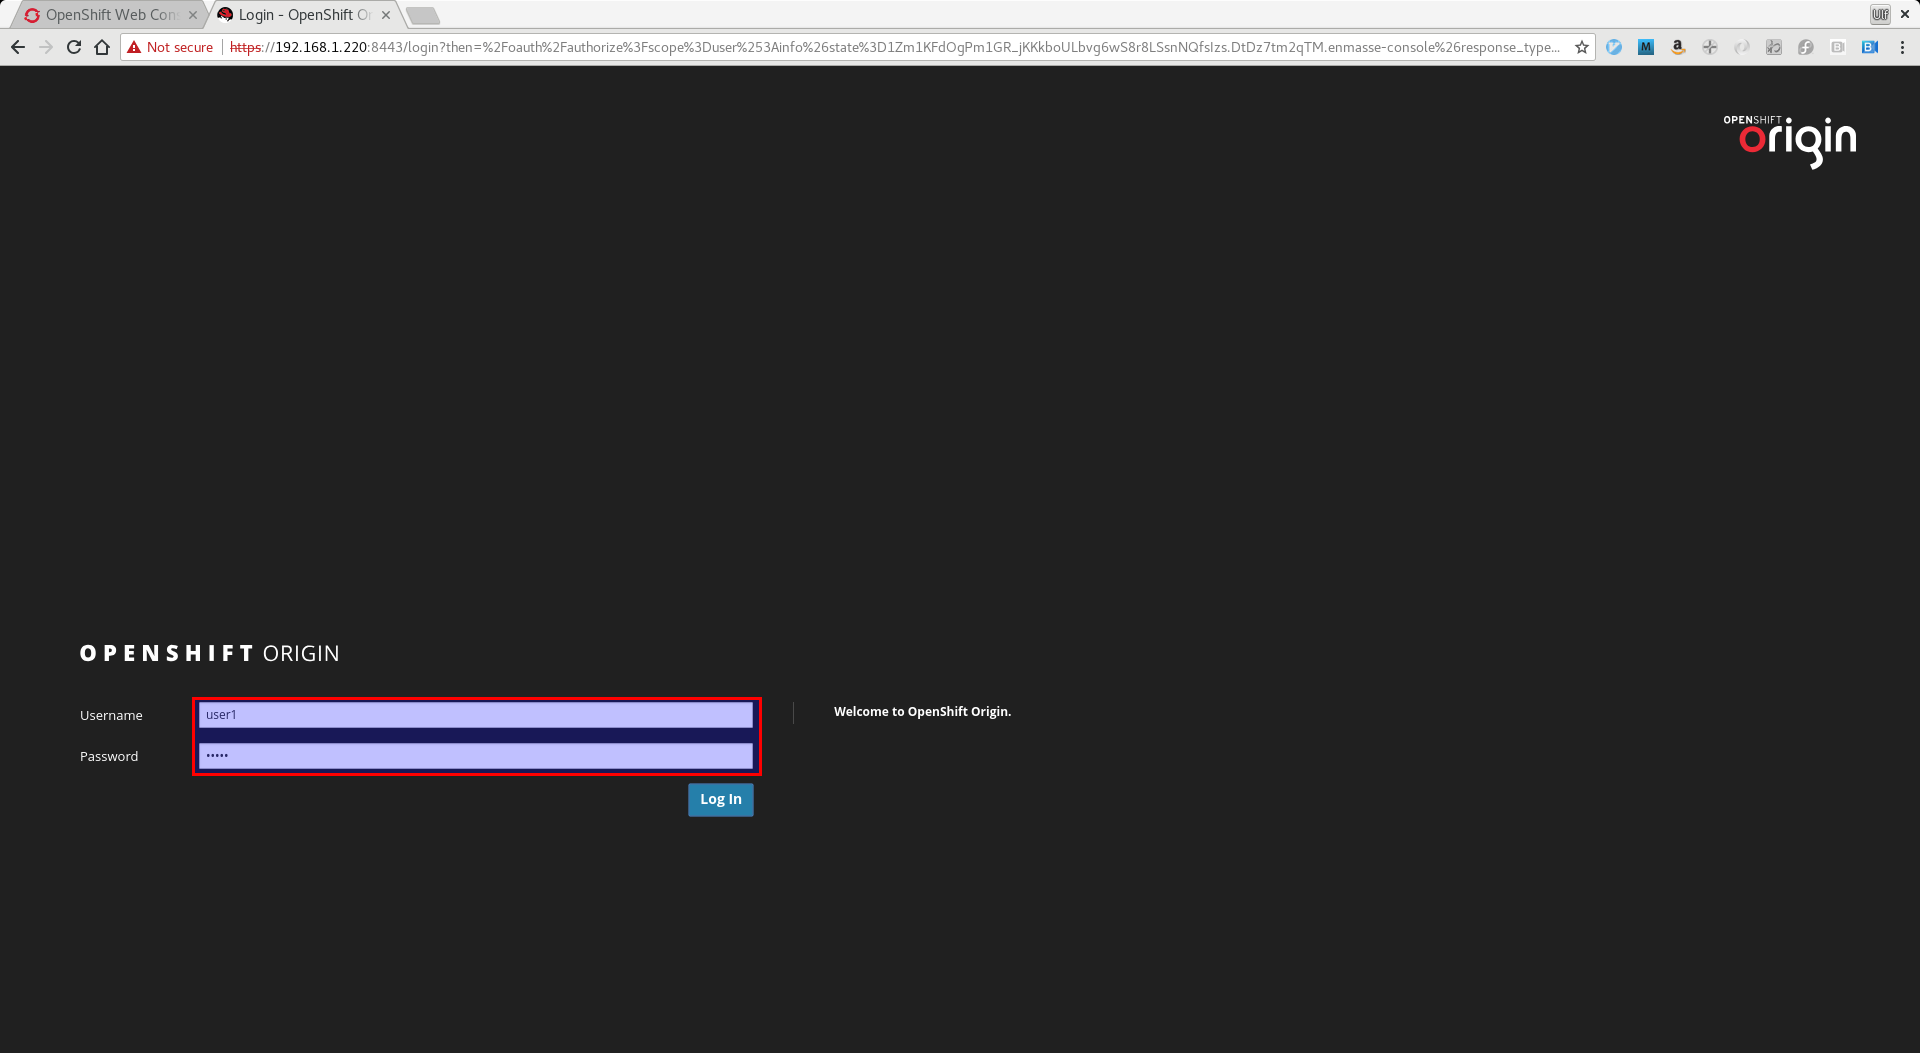 OpenShift Web Con
Login - OpenShift Or
Ulf
Not secure
https://192.168.1.220:8443/login?then=%2Foauth%2Fauthorize%3Fscope%3Duser%253Ainfo%26state%3D1Zm1KFdOgPm1GR_jKKkboULbvg6wS8r8LSsnNQfsIzs.DtDz7tm2qTM.enmasse-console%26response_type...
OPENSHIFT
origin
OPENSHIFT ORIGIN
Username
user1
Welcome to OpenShift Origin.
Password
•••••
Log In